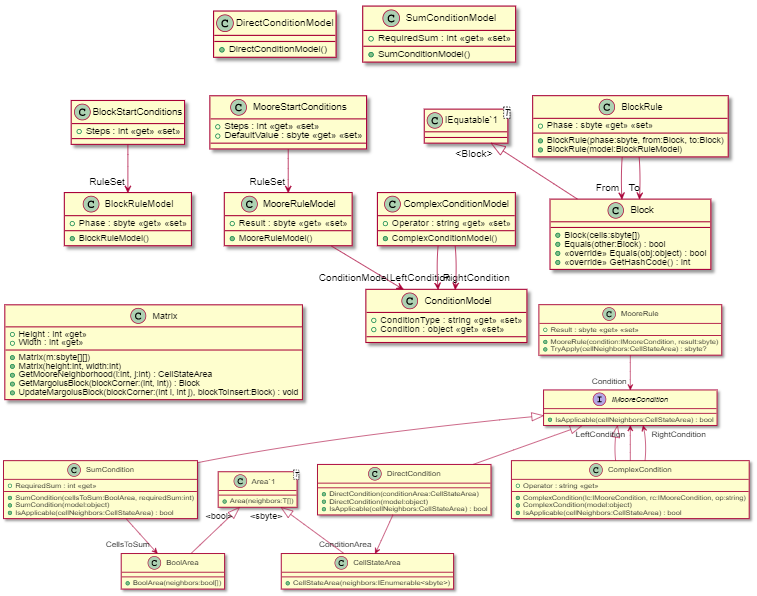 C DirectConditionModel
DirectConditionModel()
C SumConditionModel
RequiredSum : int «get» «set»
SumConditionModel()
C BlockStartConditions
Steps : int «get» «set»
C MooreStartConditions
Steps : int «get» «set»
DefaultValue : sbyte «get» «set»
C IEquatable`1
T
C BlockRule
Phase : sbyte «get» «set»
BlockRule(phase:sbyte, from:Block, to:Block)
BlockRule(model:BlockRuleModel)
<Block>
RuleSet
RuleSet
From
To
C BlockRuleModel
Phase : sbyte «get» «set»
BlockRuleModel()
C MooreRuleModel
Result : sbyte «get» «set»
MooreRuleModel()
C ComplexConditionModel
Operator : string «get» «set»
ComplexConditionModel()
C Block
Block(cells:sbyte[])
Equals(other:Block) : bool
«override» Equals(obj:object) : bool
«override» GetHashCode() : int
ConditionModel
LeftCondition
RightCondition
C ConditionModel
ConditionType : string «get» «set»
Condition : object «get» «set»
C Matrix
Height : int «get»
Width : int «get»
Matrix(m:sbyte[][])
Matrix(height:int, width:int)
GetMooreNeighborhood(i:int, j:int) : CellStateArea
GetMargolusBlock(blockCorner:(int, int)) : Block
UpdateMargolusBlock(blockCorner:(int i, int j), blockToInsert:Block) : void
C MooreRule
Result : sbyte «get» «set»
MooreRule(condition:IMooreCondition, result:sbyte)
TryApply(cellNeighbors:CellStateArea) : sbyte?
Condition
I IMooreCondition
IsApplicable(cellNeighbors:CellStateArea) : bool
LeftCondition
RightCondition
C SumCondition
RequiredSum : int «get»
SumCondition(cellsToSum:BoolArea, requiredSum:int)
SumCondition(model:object)
IsApplicable(cellNeighbors:CellStateArea) : bool
C Area`1
Area(neighbors:T[])
C DirectCondition
DirectCondition(conditionArea:CellStateArea)
DirectCondition(model:object)
IsApplicable(cellNeighbors:CellStateArea) : bool
C ComplexCondition
Operator : string «get»
ComplexCondition(lc:IMooreCondition, rc:IMooreCondition, op:string)
ComplexCondition(model:object)
IsApplicable(cellNeighbors:CellStateArea) : bool
<bool>
<sbyte>
CellsToSum
ConditionArea
C BoolArea
BoolArea(neighbors:bool[])
C CellStateArea
CellStateArea(neighbors:IEnumerable<sbyte>)